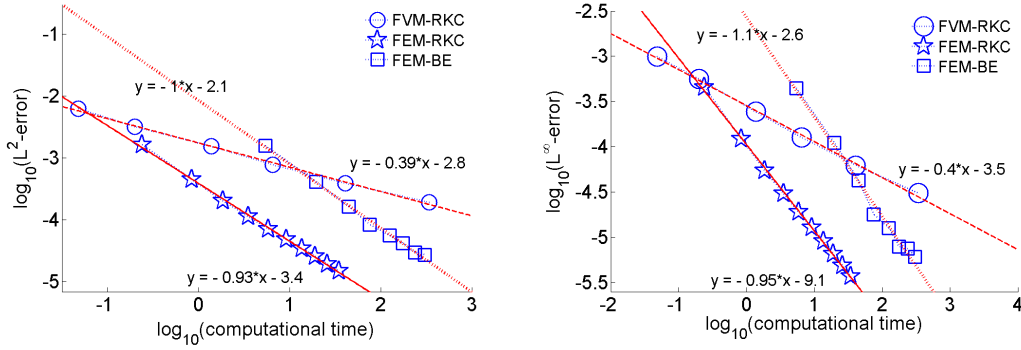 -1
-2
-3
-4
-5
-1
0
1
2
3
log10(L2-error)
log10(computational time)
FVM-RKC
FEM-RKC
FEM-BE
y = - 1*x - 2.1
y = - 0.39*x - 2.8
y = - 0.93*x - 3.4
-2.5
-3
-3.5
-4
-4.5
-5
-5.5
-2
-1
0
1
2
3
4
log10(L∞-error)
log10(computational time)
FVM-RKC
FEM-RKC
FEM-BE
y = - 1.1*x - 2.6
y = - 0.4*x - 3.5
y = - 0.95*x - 9.1